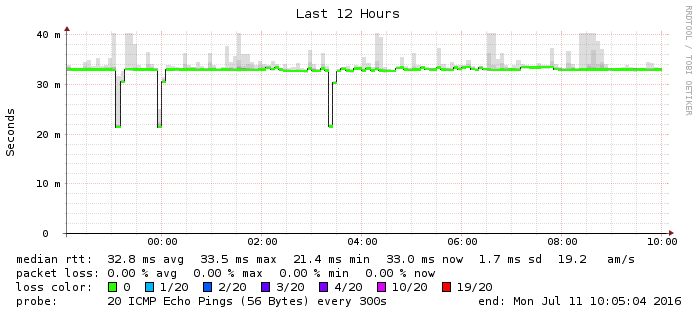 Last 12 Hours
RRDTOOL / TOBI OETIKER
Seconds
40 m
30 m
20 m
10 m
0
00:00 02:00 04:00 06:00 08:00 10:00
median rtt: 32.8 ms avg 33.5 ms max 21.4 ms min 33.0 ms now 1.7 ms sd 19.2 am/s
packet loss: 0.00 % avg 0.00 % max 0.00 % min 0.00 % now
loss color: 0 1/20 2/20 3/20 4/20 10/20 19/20
probe: 20 ICMP Echo Pings (56 Bytes) every 300s end: Mon Jul 11 10:05:04 2016